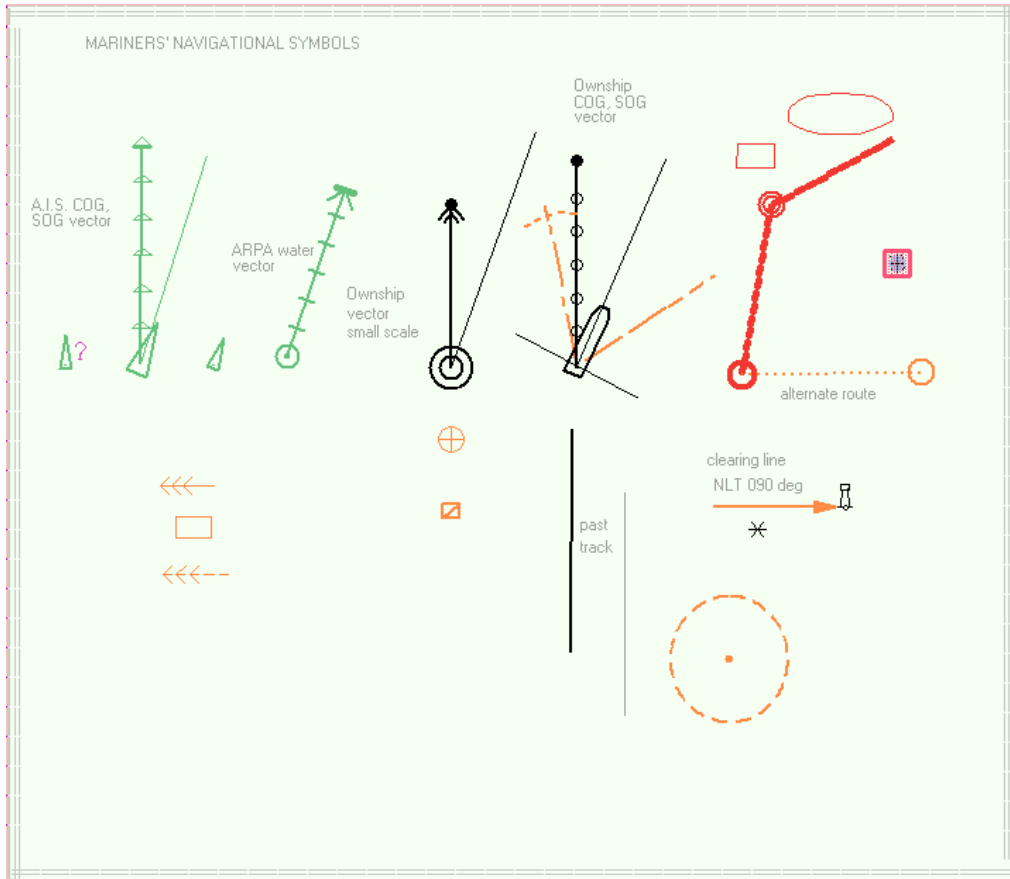 MARINERS' NAVIGATIONAL SYMBOLS
Ownship
COG, SOG
vector
A.I.S. COG,
SOG vector
ARPA water
vector
Ownship
vector
small scale
?
alternate route
clearing line
NLT 090 deg
past
track